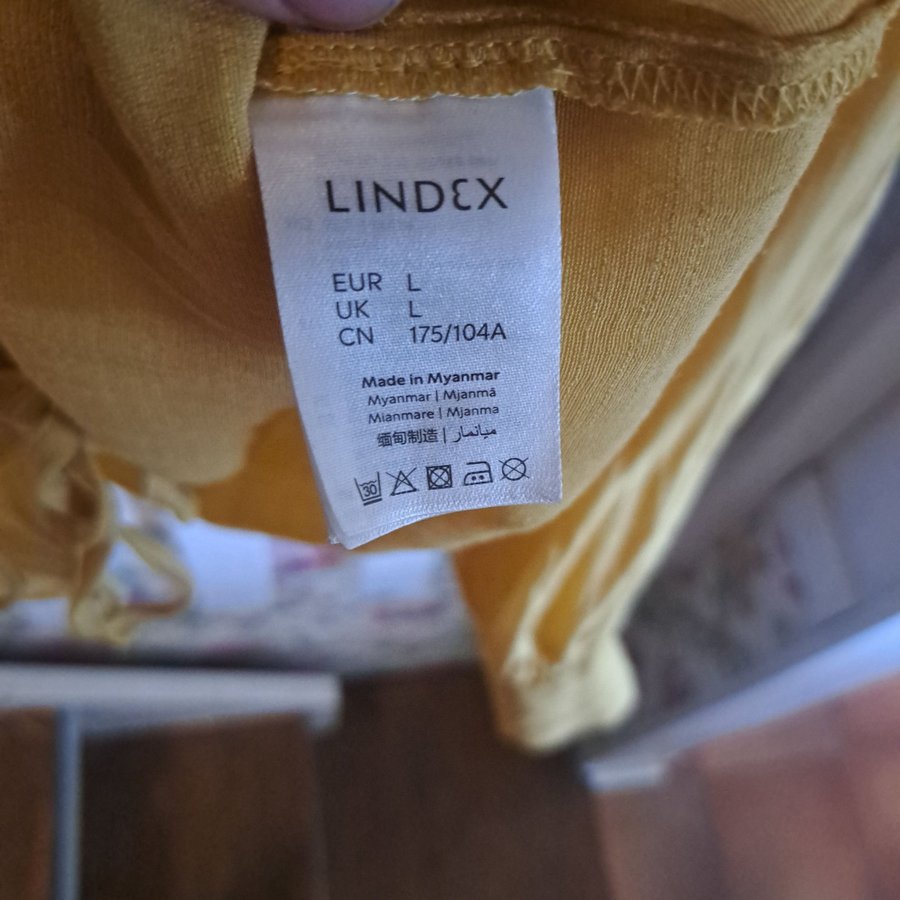 LINDEX
EUR L
UK L
CN 175/104A
Made in Myanmar
Myanmar | Mjanmā
Mianmare | Mjanma
缅甸制造 | ميانمار
30